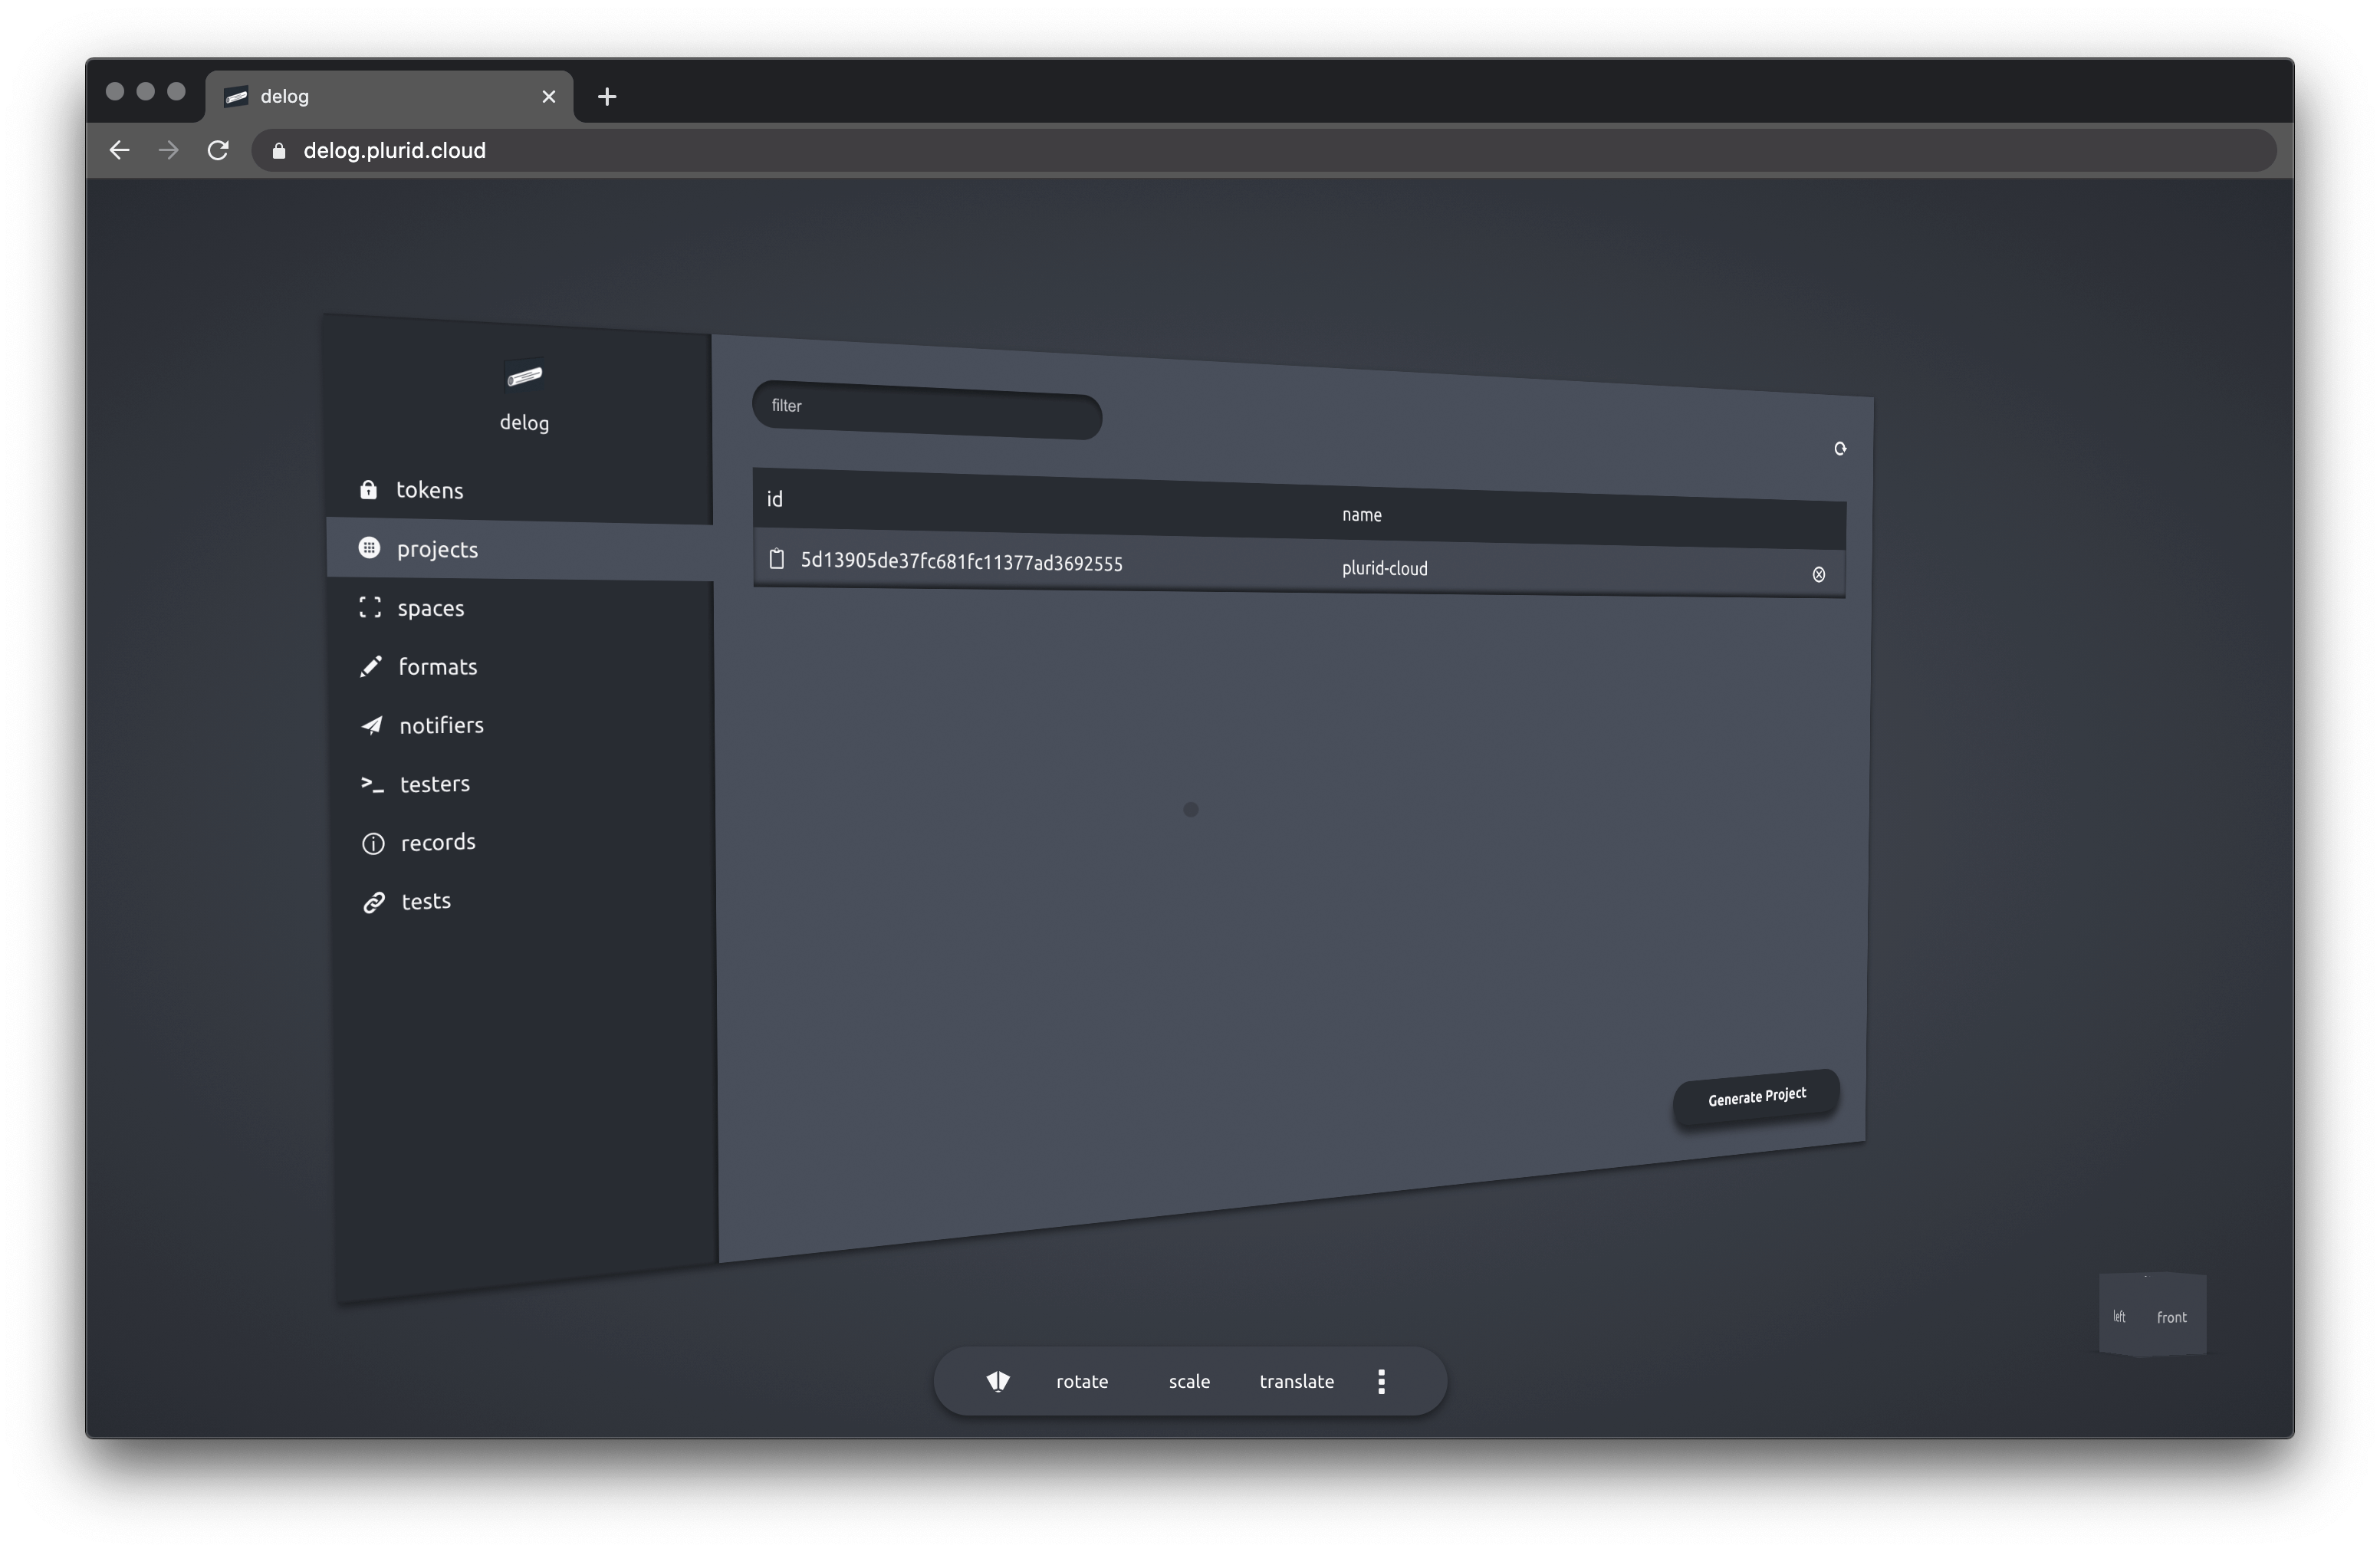 delog
delog.plurid.cloud
delog
tokens
projects
spaces
formats
notifiers
testers
records
tests
filter
id name
5d13905de37fc681fc11377ad3692555 plurid-cloud
Generate Project
left front
rotate scale translate